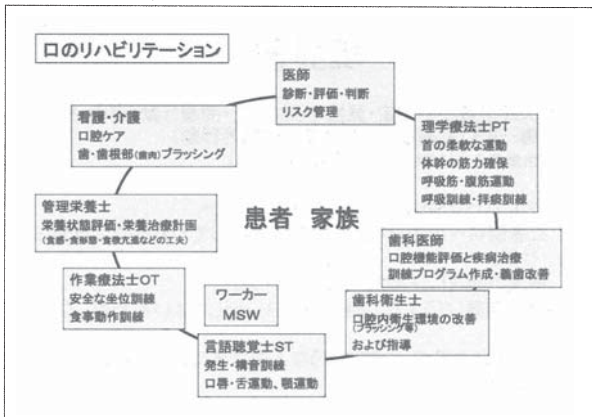 口のリハビリテーション
医師
診断・評価・判断
リスク管理
看護・介護
口腔ケア
歯・歯根部(歯肉)ブラッシング
理学療法士PT
首の柔軟な運動
体幹の筋力確保
呼吸筋・腹筋運動
呼吸訓練・排痰訓練
管理栄養士
栄養状態評価・栄養治療計画
(食感・食形態・食欲亢進などの工夫)
患者 家族
歯科医師
口腔機能評価と疾病治療
訓練プログラム作成・義歯改善
作業療法士OT
安全な坐位訓練
食事動作訓練
ワーカー
MSW
歯科衛生士
口腔内衛生環境の改善
(ブラッシング等)
および指導
言語聴覚士ST
発生・構音訓練
口唇・舌運動、顎運動